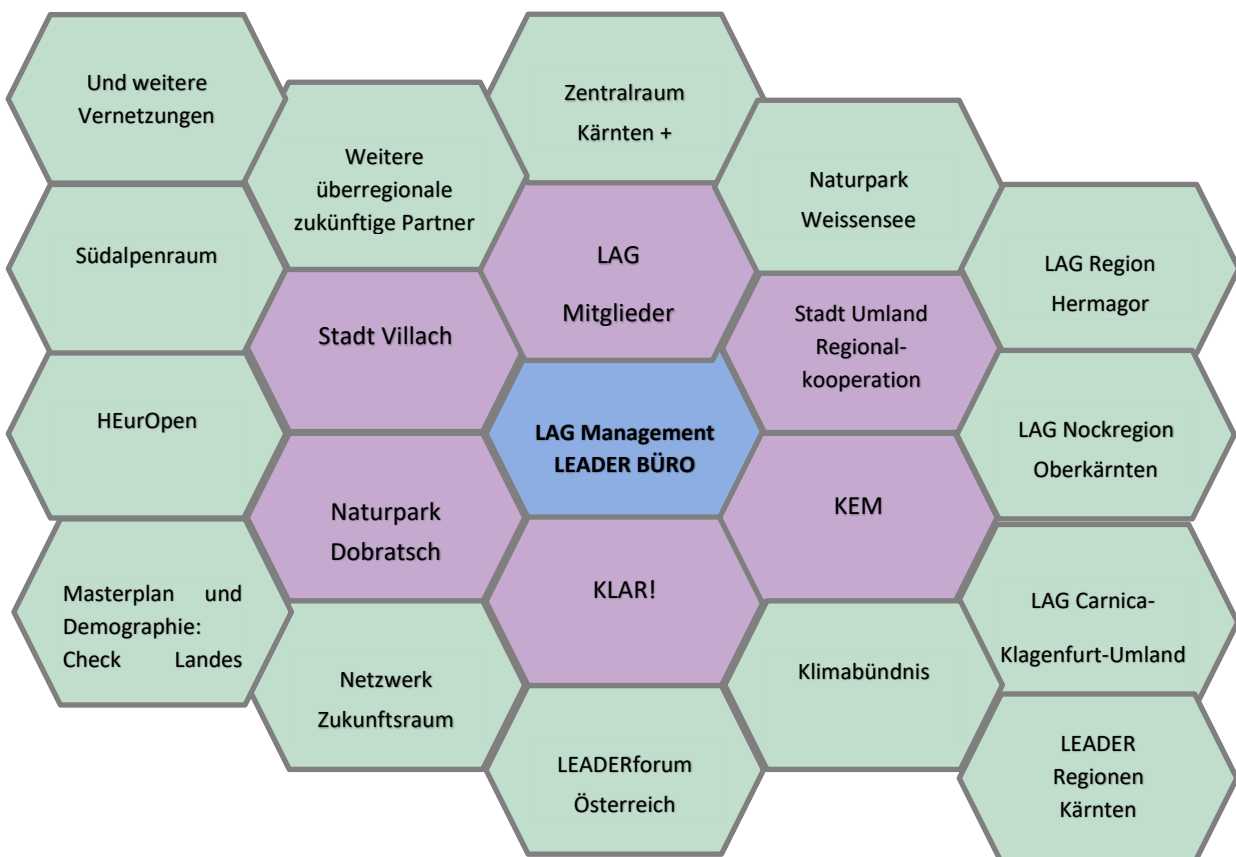 Und weitere
Vernetzungen
Weitere
überregionale
zukünftige Partner
Zentralraum
Kärnten +
Naturpark
Weissensee
Südalpenraum
Stadt Villach
LAG
Mitglieder
Stadt Umland
Regional-
kooperation
LAG Region
Hermagor
HEurOpen
LAG Management
LEADER BÜRO
LAG Nockregion
Oberkärnten
Naturpark
Dobratsch
KLAR!
KEM
Masterplan und
Demographie:
Check Landes
Netzwerk
Zukunftsraum
LEADERforum
Österreich
Klimabündnis
LAG Carnica-
Klagenfurt-Umland
LEADER
Regionen
Kärnten